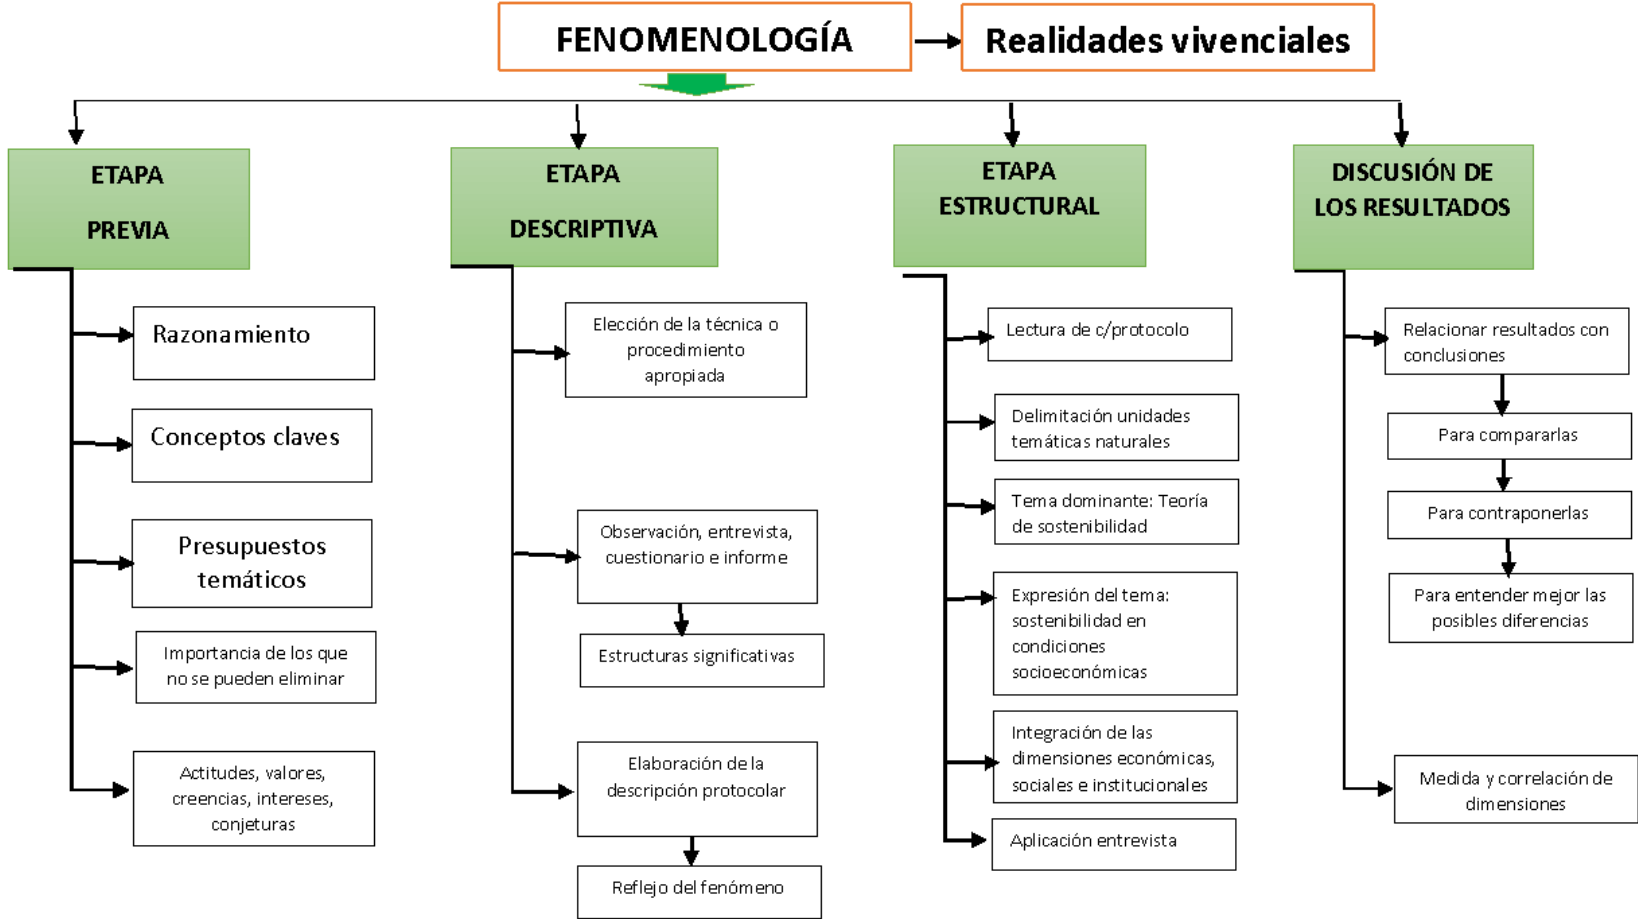 FENOMENOLOGÍA
Realidades vivenciales
ETAPA
PREVIA
Razonamiento
Conceptos claves
Presupuestos
temáticos
Importancia de los que
no se pueden eliminar
Actitudes, valores,
creencias, intereses,
conjeturas
ETAPA
DESCRIPTIVA
Elección de la técnica o
procedimiento
apropiada
Observación, entrevista,
cuestionario e informe
Estructuras significativas
Elaboración de la
descripción protocolar
Reflejo del fenómeno
ETAPA
ESTRUCTURAL
Lectura de c/protocolo
Delimitación unidades
temáticas naturales
Tema dominante: Teoría
de sostenibilidad
Expresión del tema:
sostenibilidad en
condiciones
socioeconómicas
Integración de las
dimensiones económicas,
sociales e institucionales
Aplicación entrevista
DISCUSIÓN DE
LOS RESULTADOS
Relacionar resultados con
conclusiones
Para compararlas
Para contraponerlas
Para entender mejor las
posibles diferencias
Medida y correlación de
dimensiones